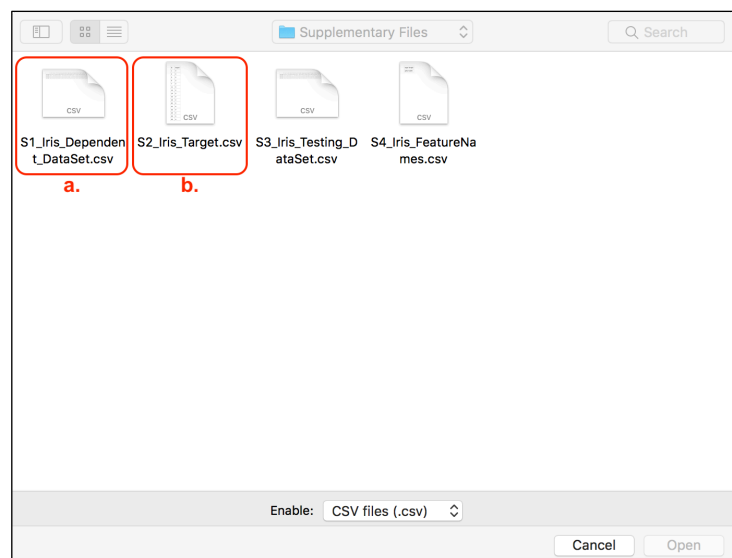 Supplementary Files
Search
CSV
CSV
CSV
CSV
S1_Iris_Dependen
t_DataSet.csv
S2_Iris_Target.csv
S3_Iris_Testing_D
ataSet.csv
S4_Iris_FeatureNa
mes.csv
a.
b.
Enable:
CSV files (.csv)
Cancel
Open